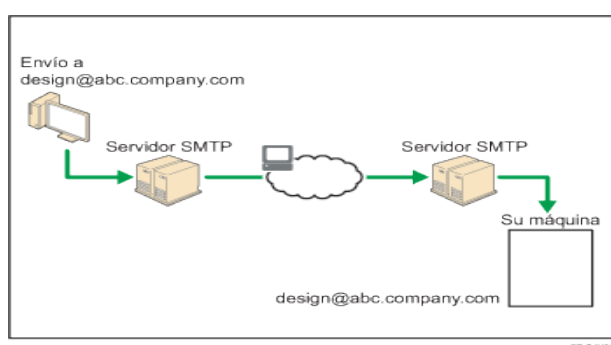 Envío a
design@abc.company.com
Servidor SMTP
Servidor SMTP
Su máquina
design@abc.company.com